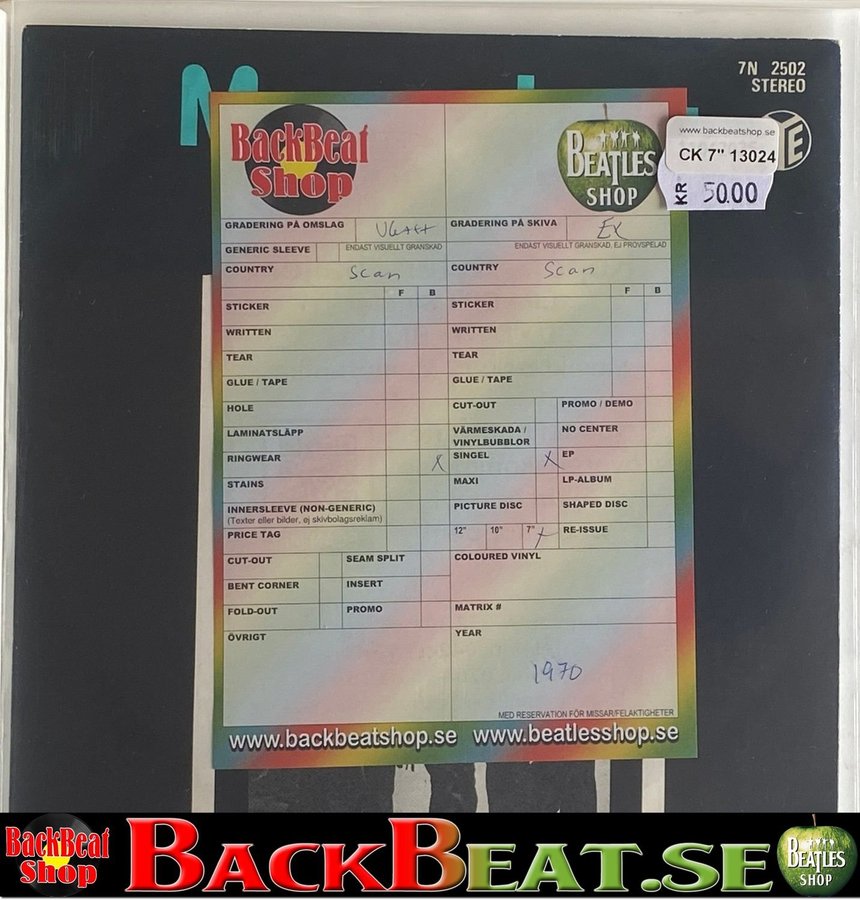 7N 2502
STEREO
M
BackBeat
Shop
BEATLES
SHOP
www.backbeatshop.se
CK 7" 13024
KR 50.00
GRADERING PÅ OMSLAG VG+++ GRADERING PÅ SKIVA EX
GENERIC SLEEVE ENDAST VISUELLT GRANSKAD ENDAST VISUELLT GRANSKAD, EJ PROVSPELAD
COUNTRY Scan COUNTRY Scan
F B F B
STICKER STICKER
WRITTEN WRITTEN
TEAR TEAR
GLUE / TAPE GLUE / TAPE
HOLE CUT-OUT PROMO / DEMO
LAMINATSLÄPP VÄRMESKADA / VINYLBUBBLOR NO CENTER
RINGWEAR X SINGEL X EP
STAINS MAXI LP-ALBUM
INNERSLEEVE (NON-GENERIC) PICTURE DISC SHAPED DISC
(Texter eller bilder, ej skivbolagsreklam)
PRICE TAG 12" 10" 7" X RE-ISSUE
CUT-OUT SEAM SPLIT COLOURED VINYL
BENT CORNER INSERT
FOLD-OUT PROMO MATRIX #
ÖVRIGT YEAR
1970
MED RESERVATION FÖR MISSAR/FELAKTIGHETER
www.backbeatshop.se www.beatlesshop.se
BackBeat
Shop
BACKBEAT.SE
BEATLES
SHOP